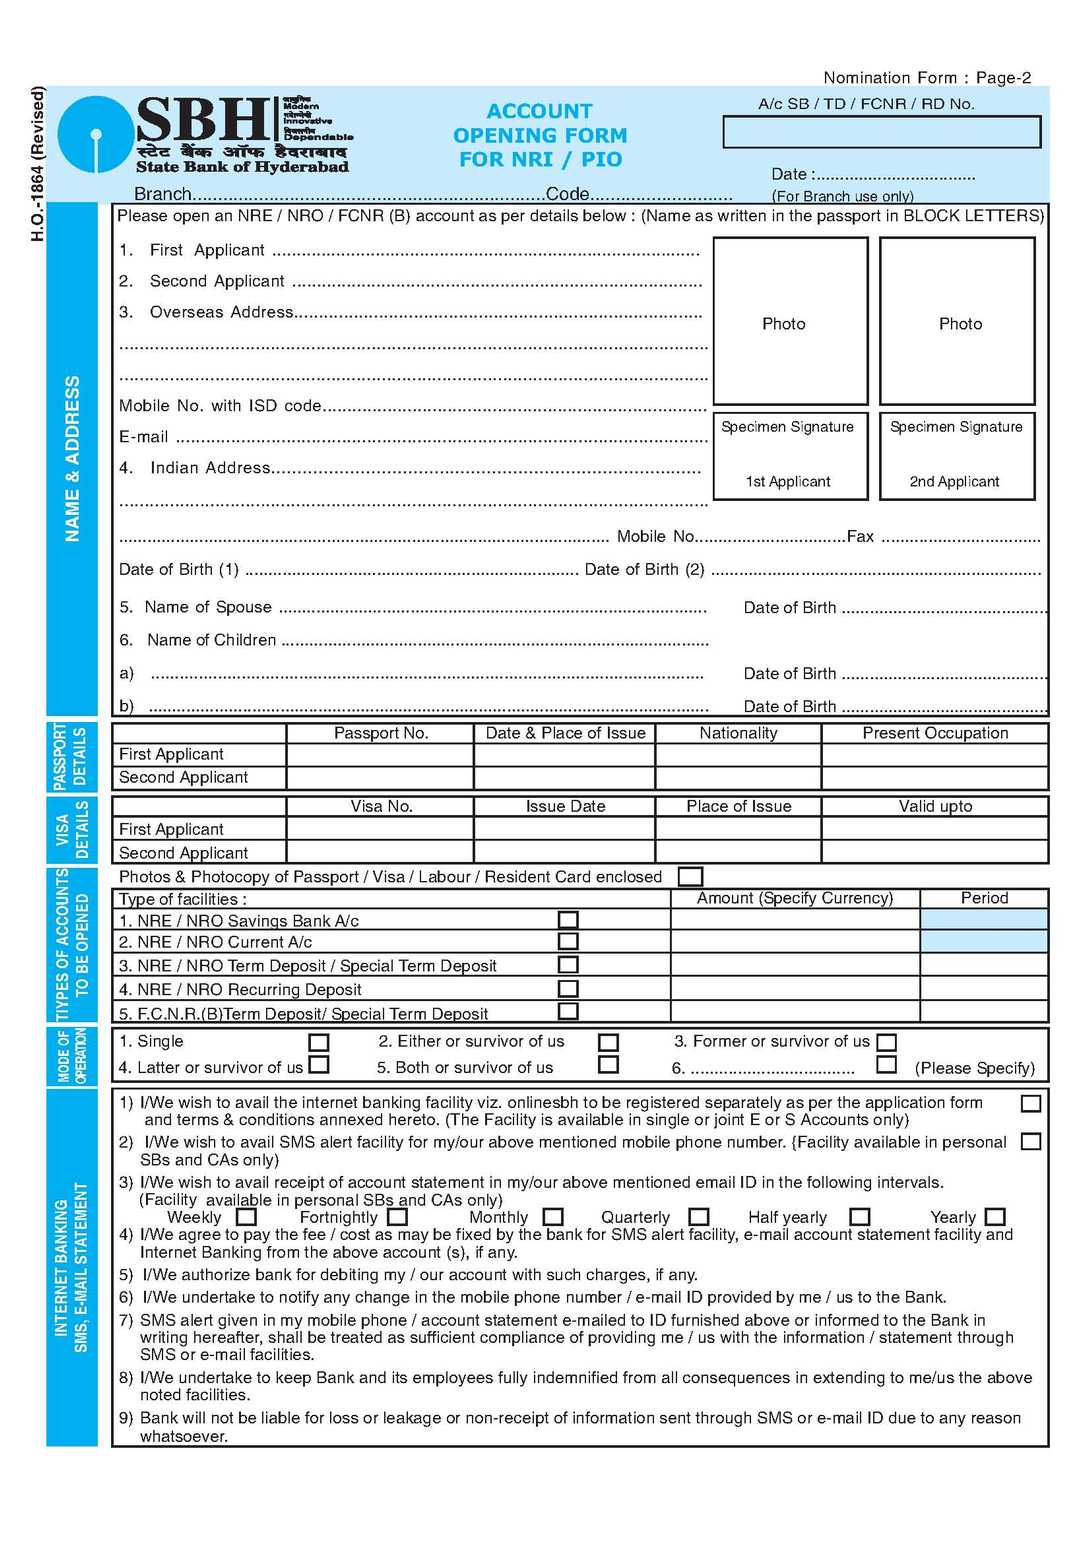 Nomination Form : Page-2
H.O.-1864 (Revised)
SBH
आधुनिक
Modern
Innovative
Dependable
स्टेट बैंक ऑफ हैदराबाद
State Bank of Hyderabad
ACCOUNT
OPENING FORM
FOR NRI / PIO
A/c SB / TD / FCNR / RD No.
Date :..................................
(For Branch use only)
Branch...............................................................Code.........................
NAME & ADDRESS
Please open an NRE / NRO / FCNR (B) account as per details below : (Name as written in the passport in BLOCK LETTERS)
1. First Applicant ........................................................................................
2. Second Applicant ................................................................................
3. Overseas Address................................................................................
Photo
Photo
Mobile No. with ISD code..........................................................................
E-mail ..........................................................................................................
Specimen Signature
1st Applicant
Specimen Signature
2nd Applicant
4. Indian Address.....................................................................................
.................................................................................................... Mobile No................................Fax ..................................
Date of Birth (1) ...................................................................... Date of Birth (2) ......................................................................
5. Name of Spouse .......................................................................................... Date of Birth ...........................................
6. Name of Children ..........................................................................................
a) ...................................................................................................................... Date of Birth ...........................................
b) ...................................................................................................................... Date of Birth ...........................................
PASSPORT
DETAILS
Passport No. Date & Place of Issue Nationality Present Occupation
First Applicant
Second Applicant
VISA
DETAILS
Visa No. Issue Date Place of Issue Valid upto
First Applicant
Second Applicant
TIYPES OF ACCOUNTS
TO BE OPENED
Photos & Photocopy of Passport / Visa / Labour / Resident Card enclosed
Type of facilities : Amount (Specify Currency) Period
1. NRE / NRO Savings Bank A/c
2. NRE / NRO Current A/c
3. NRE / NRO Term Deposit / Special Term Deposit
4. NRE / NRO Recurring Deposit
5. F.C.N.R.(B)Term Deposit/ Special Term Deposit
MODE OF
OPERATION
1. Single 2. Either or survivor of us 3. Former or survivor of us
4. Latter or survivor of us 5. Both or survivor of us 6. ................................... (Please Specify)
INTERNET BANKING
SMS, E-MAIL STATEMENT
1) I/We wish to avail the internet banking facility viz. onlinesbh to be registered separately as per the application form
and terms & conditions annexed hereto. (The Facility is available in single or joint E or S Accounts only)
2) I/We wish to avail SMS alert facility for my/our above mentioned mobile phone number. {Facility available in personal
SBs and CAs only)
3) I/We wish to avail receipt of account statement in my/our above mentioned email ID in the following intervals.
(Facility available in personal SBs and CAs only)
Weekly Fortnightly Monthly Quarterly Half yearly Yearly
4) I/We agree to pay the fee / cost as may be fixed by the bank for SMS alert facility, e-mail account statement facility and
Internet Banking from the above account (s), if any.
5) I/We authorize bank for debiting my / our account with such charges, if any.
6) I/We undertake to notify any change in the mobile phone number / e-mail ID provided by me / us to the Bank.
7) SMS alert given in my mobile phone / account statement e-mailed to ID furnished above or informed to the Bank in
writing hereafter, shall be treated as sufficient compliance of providing me / us with the information / statement through
SMS or e-mail facilities.
8) I/We undertake to keep Bank and its employees fully indemnified from all consequences in extending to me/us the above
noted facilities.
9) Bank will not be liable for loss or leakage or non-receipt of information sent through SMS or e-mail ID due to any reason
whatsoever.